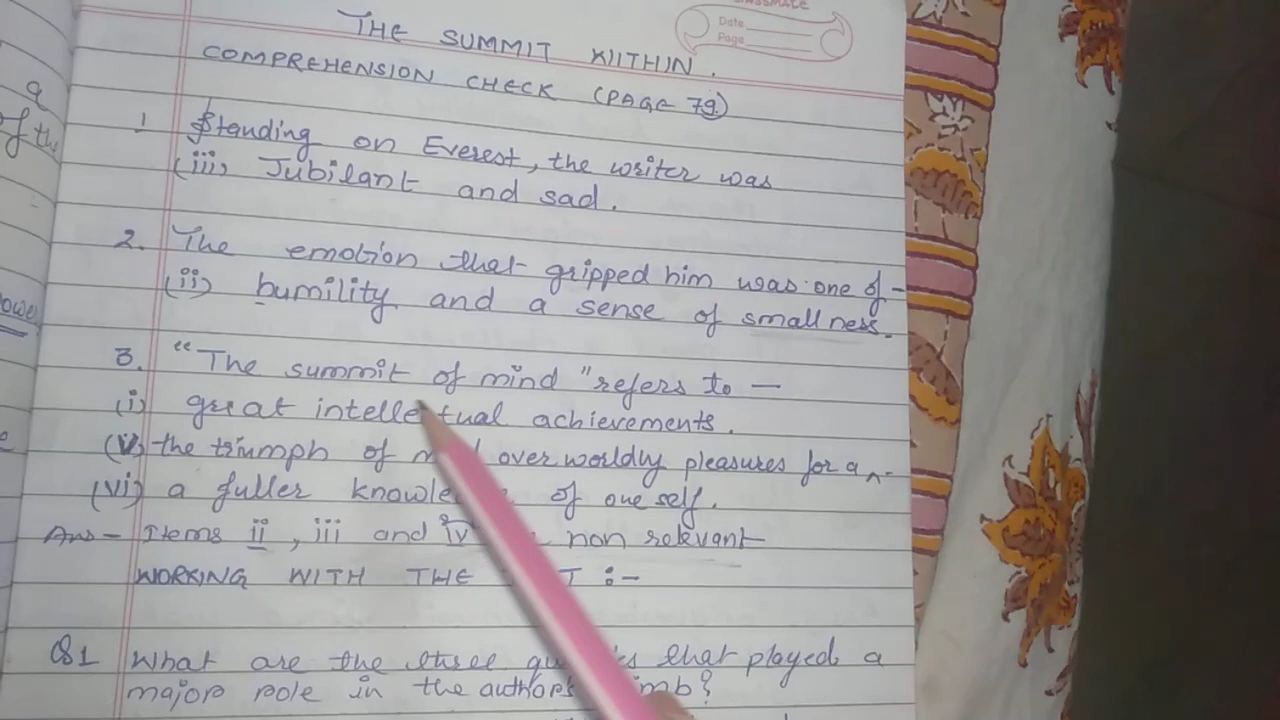 CLASSMATE
Date
Page
THE SUMMIT WITHIN.
COMPREHENSION CHECK (PAGE 79.)
q
of the
1 Standing on Everest, the writer was
(iii) Jubilant and sad.
2. The emotion that gripped him was one of -
(ii) humility and a sense of smallness.
3. "The summit of mind" refers to —
(i) great intellectual achievements.
(v) the triumph of over worldly pleasures for a
(vi) a fuller of oneself.
Ans - Items ii, iii and iv non relevant
WORKING WITH THE :-
Q1 What are the three that played a
major role in the author's